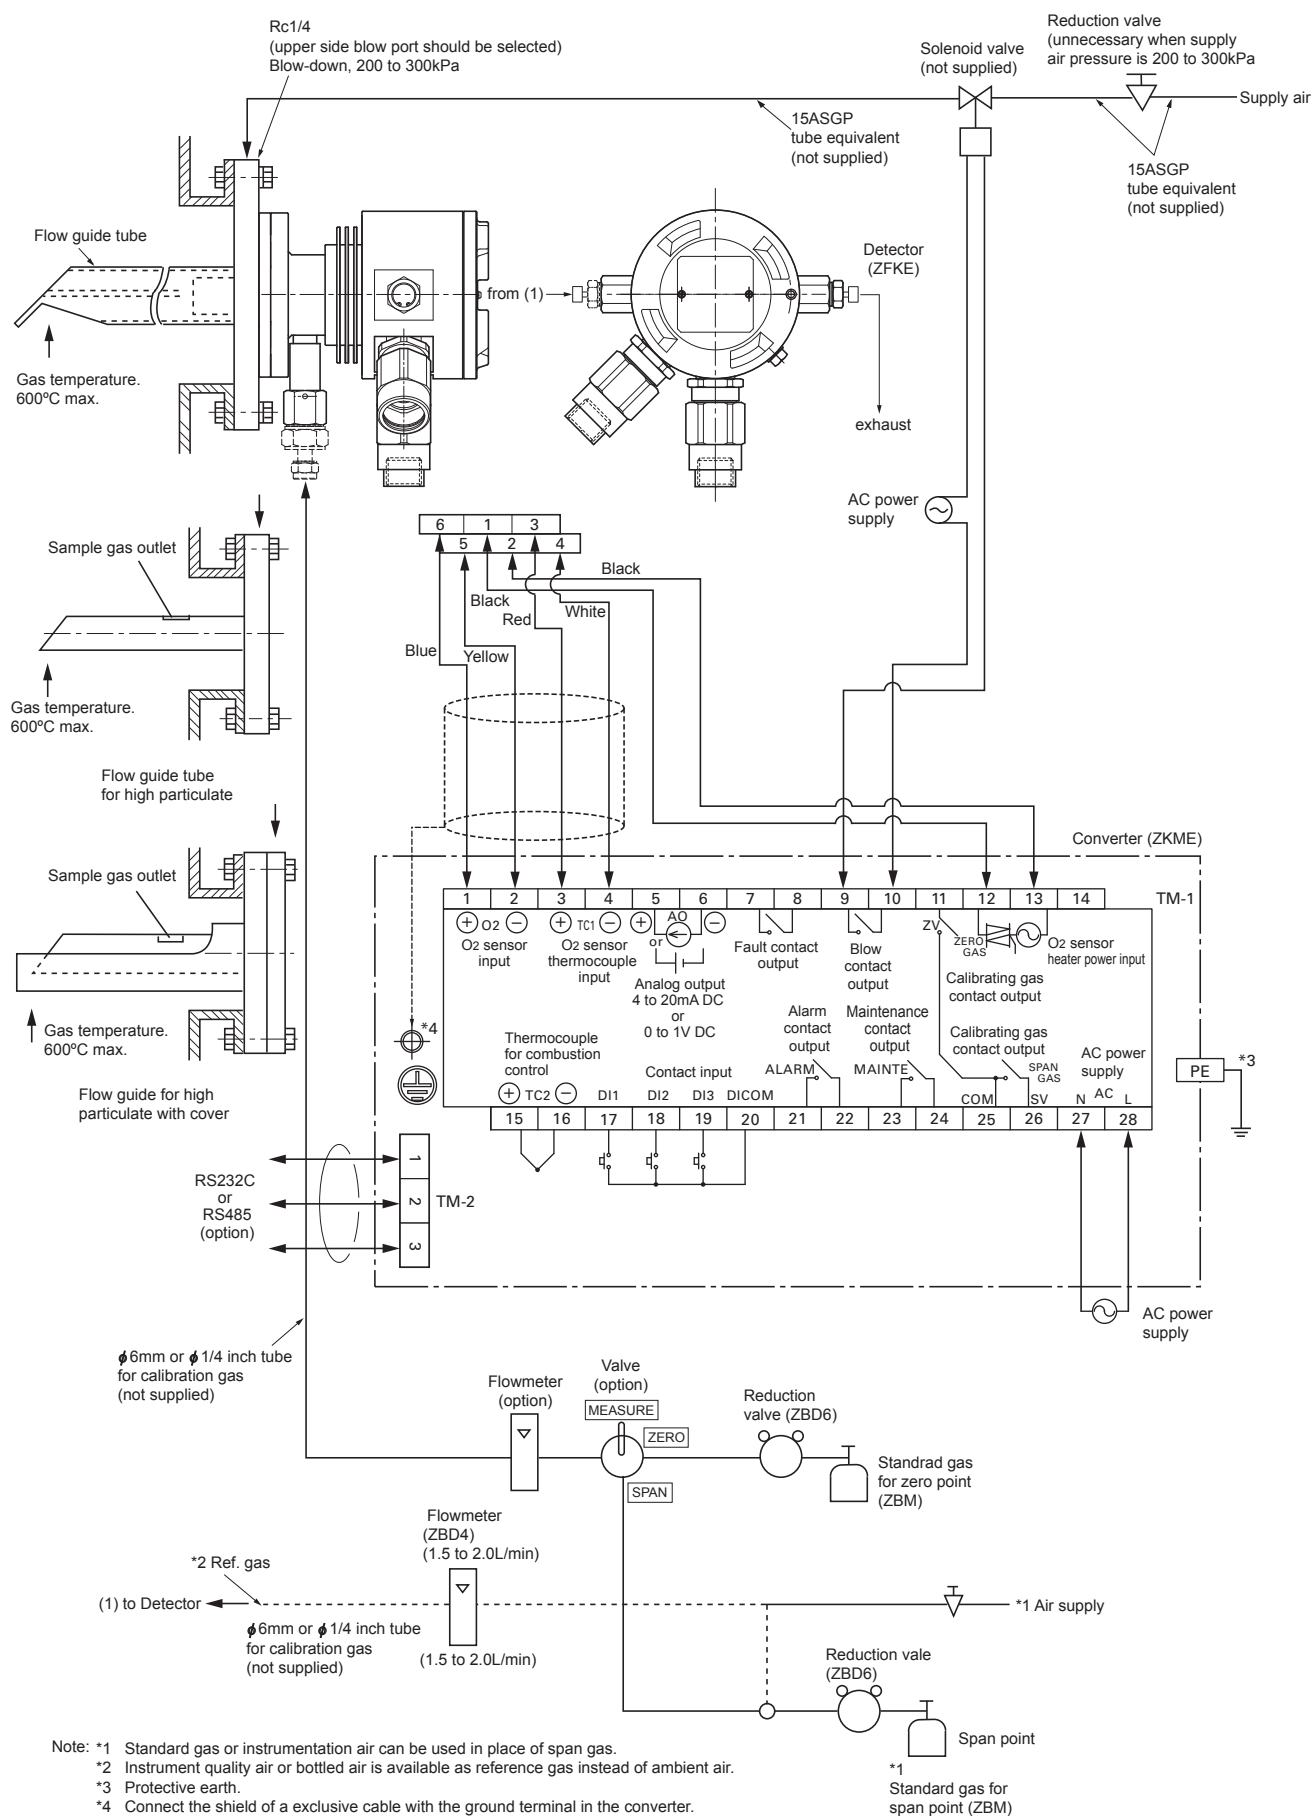 Rc1/4
(upper side blow port should be selected)
Blow-down, 200 to 300kPa
Solenoid valve
(not supplied)
Reduction valve
(unnecessary when supply
air pressure is 200 to 300kPa
Supply air
15ASGP
tube equivalent
(not supplied)
15ASGP
tube equivalent
(not supplied)
Flow guide tube
from (1)
Detector
(ZFKE)
Gas temperature.
600ºC max.
exhaust
AC power
supply
Sample gas outlet
6 1 3
5 2 4
Black
Black
White
Red
Blue
Yellow
Gas temperature.
600ºC max.
Flow guide tube
for high particulate
Converter (ZKME)
Sample gas outlet
1 2 3 4 5 6 7 8 9 10 11 12 13 14
TM-1
+ O2 −
O2 sensor
input
+ TC1 −
O2 sensor
thermocouple
input
+ AO −
or
Analog output
4 to 20mA DC
or
0 to 1V DC
Fault contact
output
Blow
contact
output
ZV
ZERO
GAS
Calibrating gas
contact output
O2 sensor
heater power input
Gas temperature.
600ºC max.
*4
Thermocouple
for combustion
control
+ TC2 −
Contact input
DI1 DI2 DI3 DICOM
Alarm
contact
output
ALARM
Maintenance
contact
output
MAINTE
Calibrating gas
contact output
SPAN
GAS
COM
SV
AC power
supply
N AC L
PE
*3
Flow guide for high
particulate with cover
15 16 17 18 19 20 21 22 23 24 25 26 27 28
RS232C
or
RS485
(option)
1
2
3
TM-2
AC power
supply
ϕ6mm or ϕ1/4 inch tube
for calibration gas
(not supplied)
Flowmeter
(option)
Valve
(option)
MEASURE
ZERO
SPAN
Reduction
valve (ZBD6)
Standrad gas
for zero point
(ZBM)
Flowmeter
(ZBD4)
(1.5 to 2.0L/min)
*2 Ref. gas
(1) to Detector
*1 Air supply
ϕ6mm or ϕ1/4 inch tube
for calibration gas
(not supplied)
(1.5 to 2.0L/min)
Reduction vale
(ZBD6)
Span point
*1
Standard gas for
span point (ZBM)
Note: *1 Standard gas or instrumentation air can be used in place of span gas.
*2 Instrument quality air or bottled air is available as reference gas instead of ambient air.
*3 Protective earth.
*4 Connect the shield of a exclusive cable with the ground terminal in the converter.